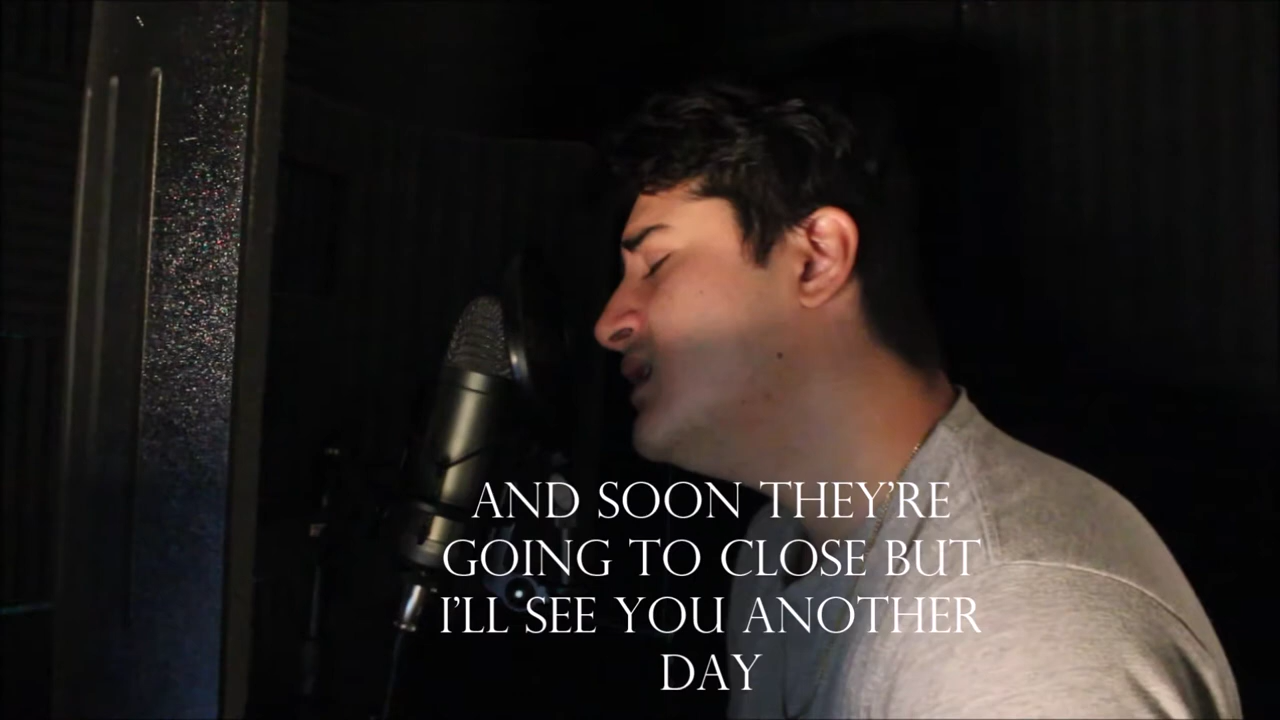 AND SOON THEY'RE
GOING TO CLOSE BUT
I'LL SEE YOU ANOTHER
DAY